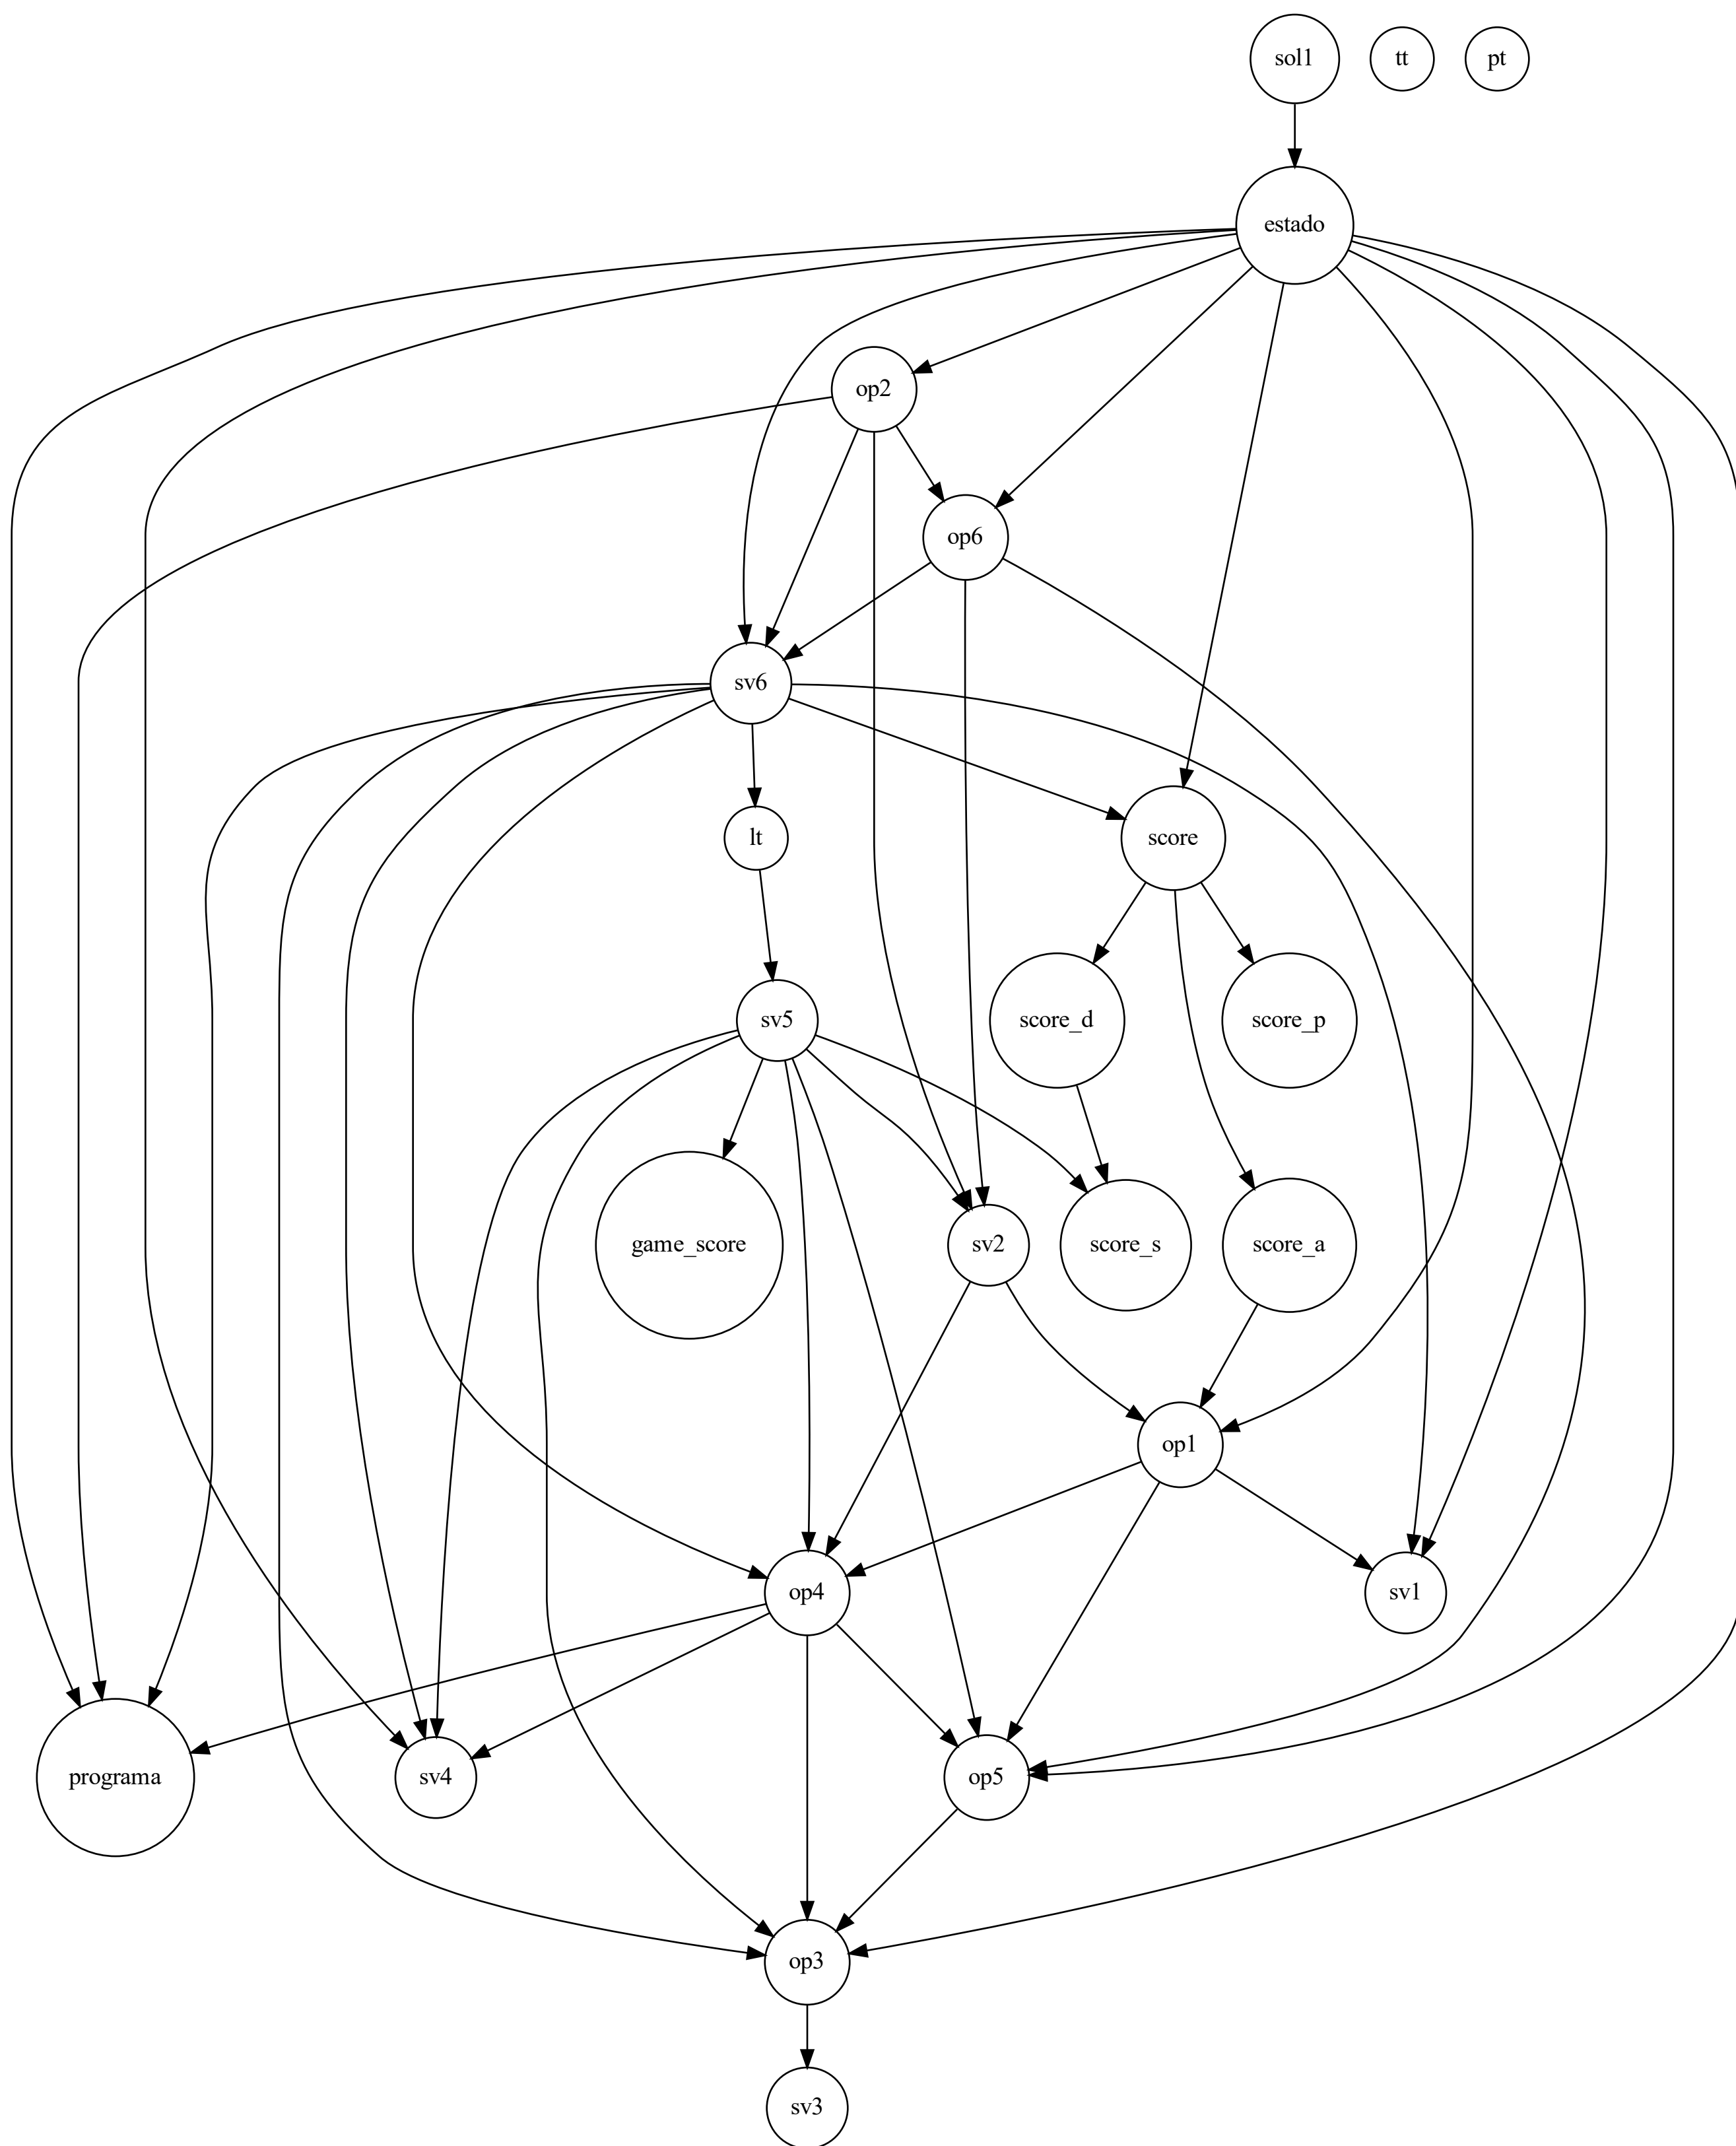 sol1
tt
pt
estado
op2
op6
sv6
lt
score
sv5
score_d
score_p
game_score
sv2
score_s
score_a
op1
op4
sv1
programa
sv4
op5
op3
sv3